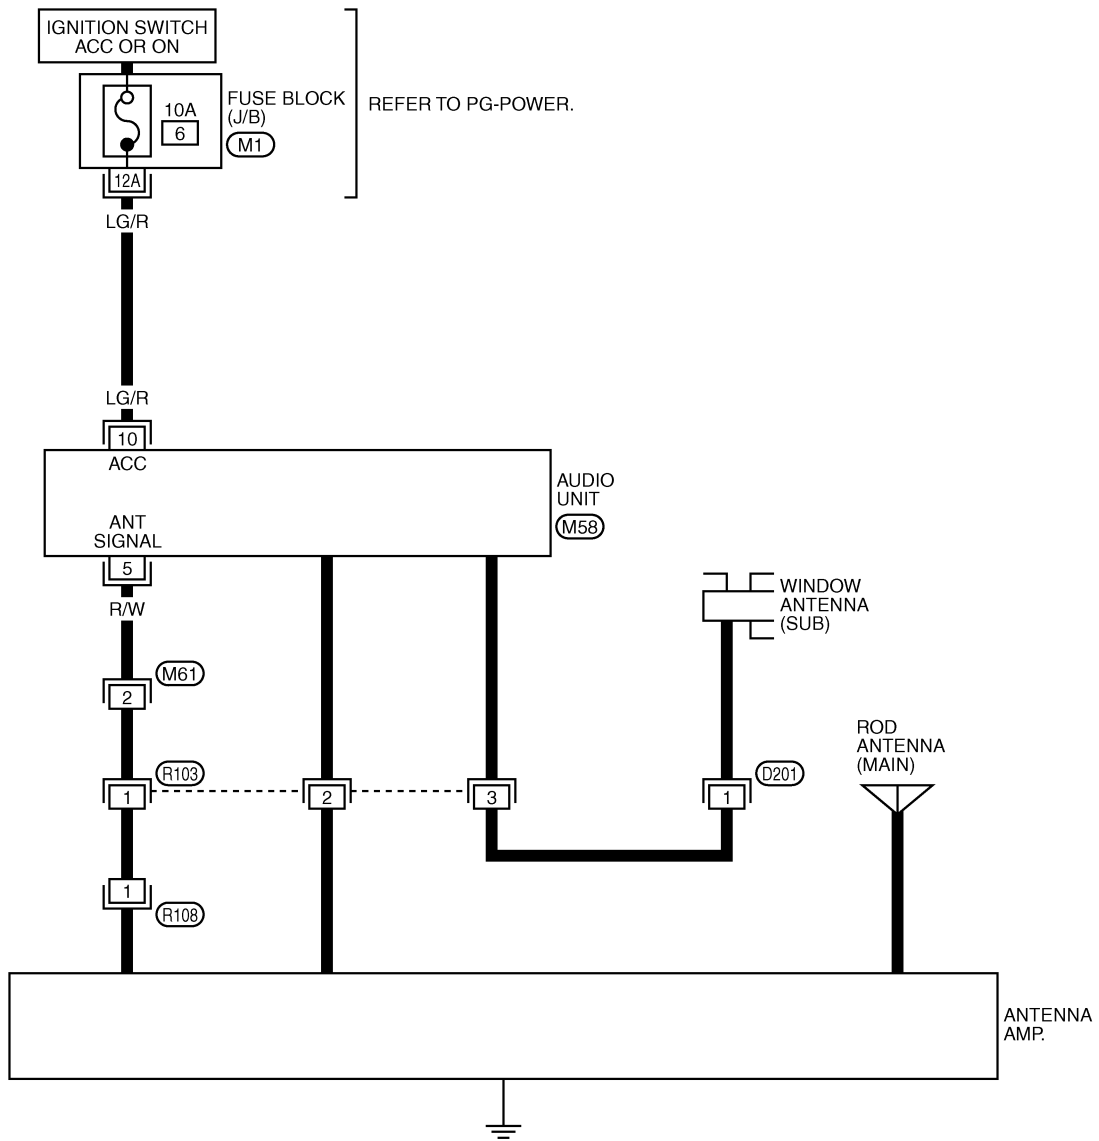 IGNITION SWITCH
ACC OR ON
10A
6
FUSE BLOCK
(J/B)
M1
REFER TO PG-POWER.
12A
LG/R
LG/R
10
ACC
ANT
SIGNAL
AUDIO
UNIT
M58
5
R/W
WINDOW
ANTENNA
(SUB)
M61
2
ROD
ANTENNA
(MAIN)
R103
D201
1
2
3
1
1
R108
ANTENNA
AMP.